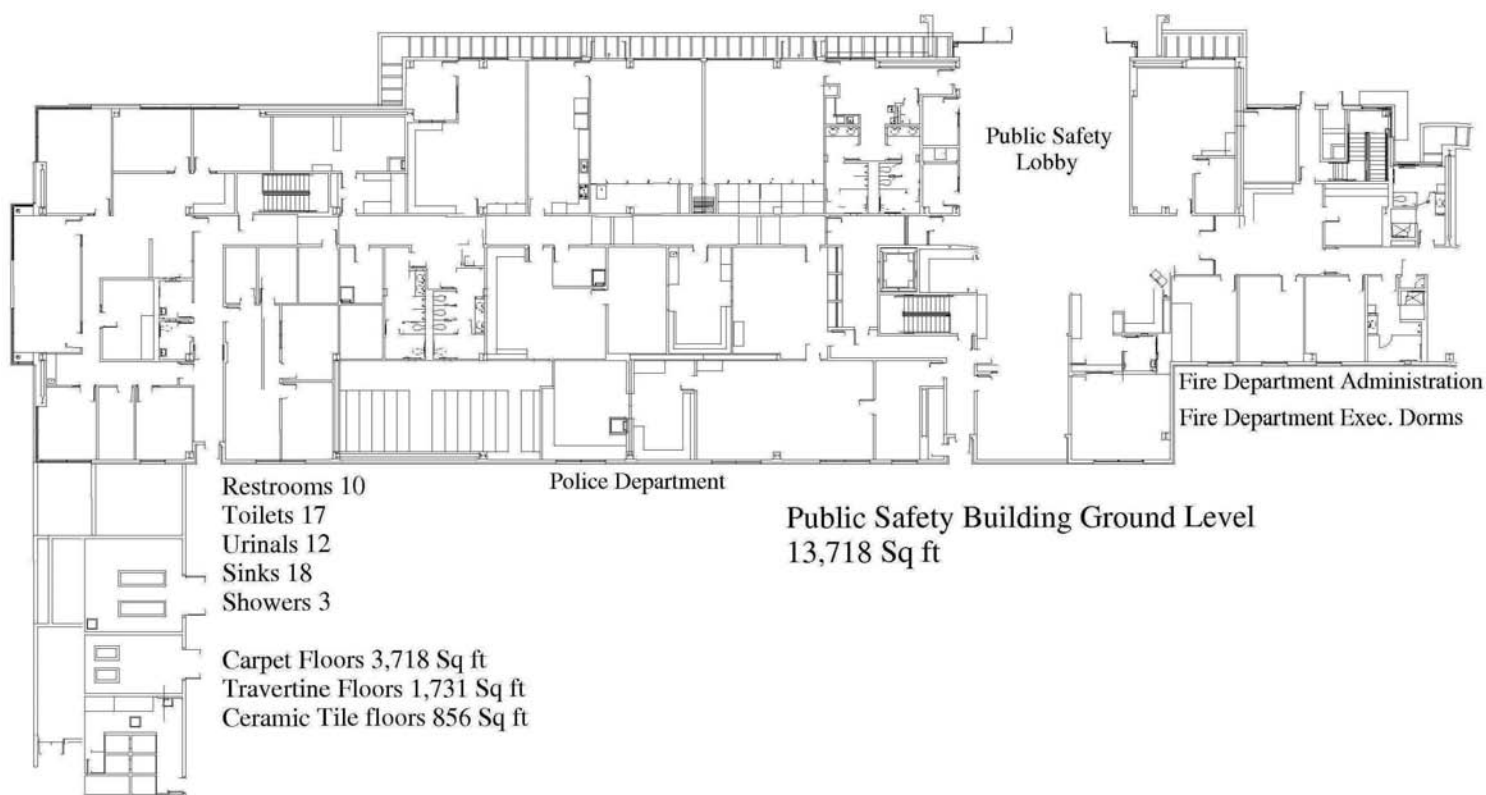 Public Safety
Lobby
Fire Department Administration
Fire Department Exec. Dorms
Police Department
Public Safety Building Ground Level
13,718 Sq ft
Restrooms 10
Toilets 17
Urinals 12
Sinks 18
Showers 3
Carpet Floors 3,718 Sq ft
Travertine Floors 1,731 Sq ft
Ceramic Tile floors 856 Sq ft